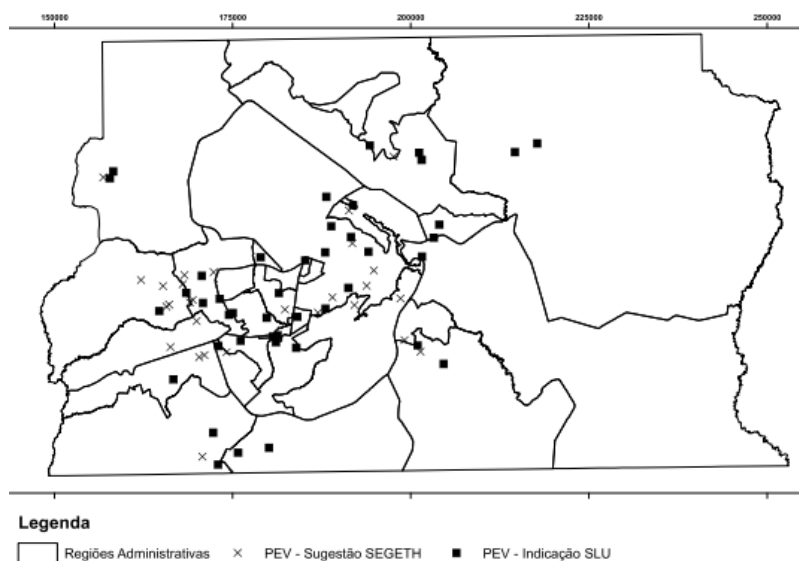 150000 175000 200000 225000 250000
Legenda
Regiões Administrativas PEV - Sugestão SEGETH PEV - Indicação SLU